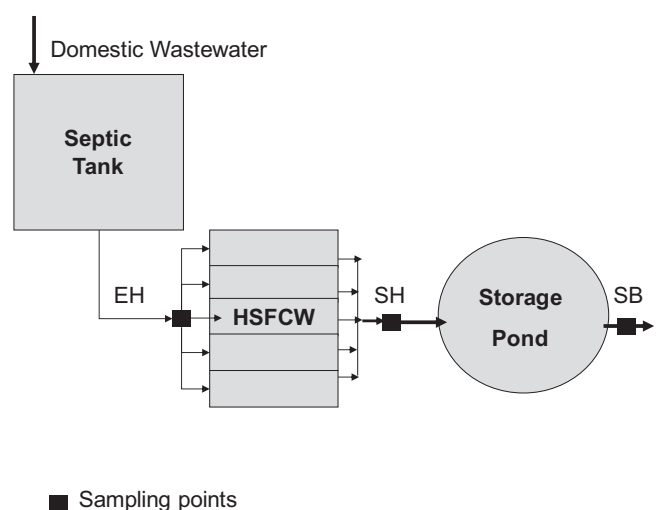 Domestic Wastewater
Septic
Tank
EH
HSFCW
SH
Storage
Pond
SB
Sampling points